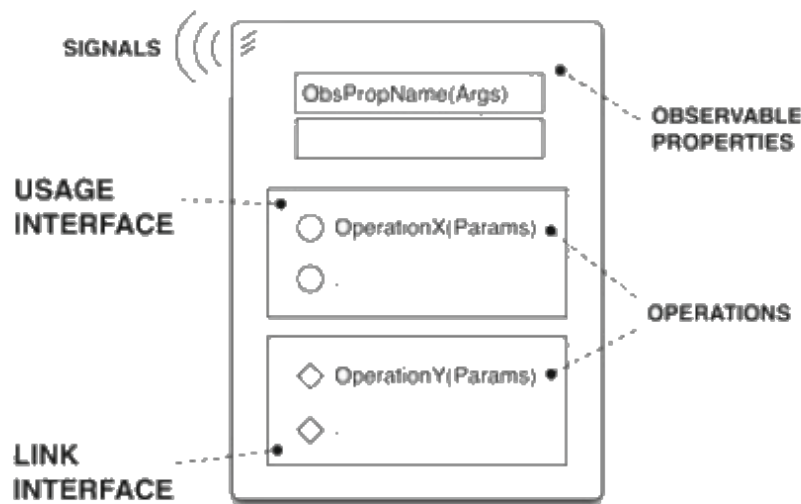 SIGNALS
ObsPropName(Args)
OBSERVABLE
PROPERTIES
USAGE
INTERFACE
OperationX(Params)
.
OPERATIONS
OperationY(Params)
.
LINK
INTERFACE